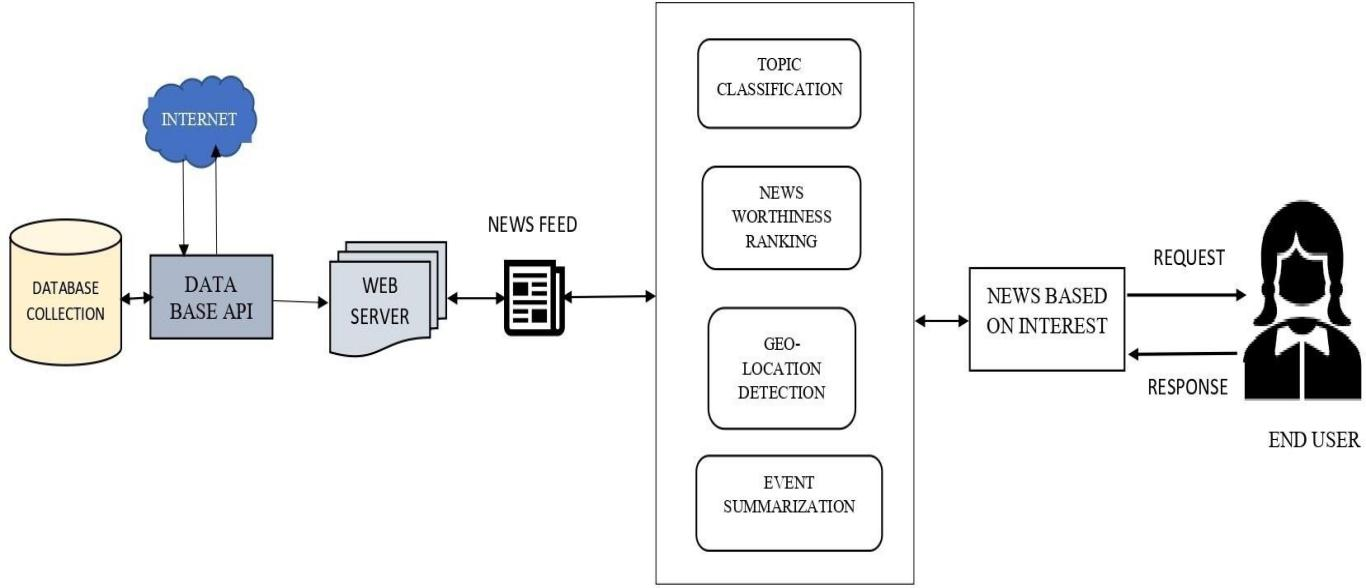 INTERNET
DATABASE
COLLECTION
DATA
BASE API
WEB
SERVER
NEWS FEED
TOPIC
CLASSIFICATION
NEWS
WORTHINESS
RANKING
GEO-
LOCATION
DETECTION
EVENT
SUMMARIZATION
NEWS BASED
ON INTEREST
REQUEST
RESPONSE
END USER